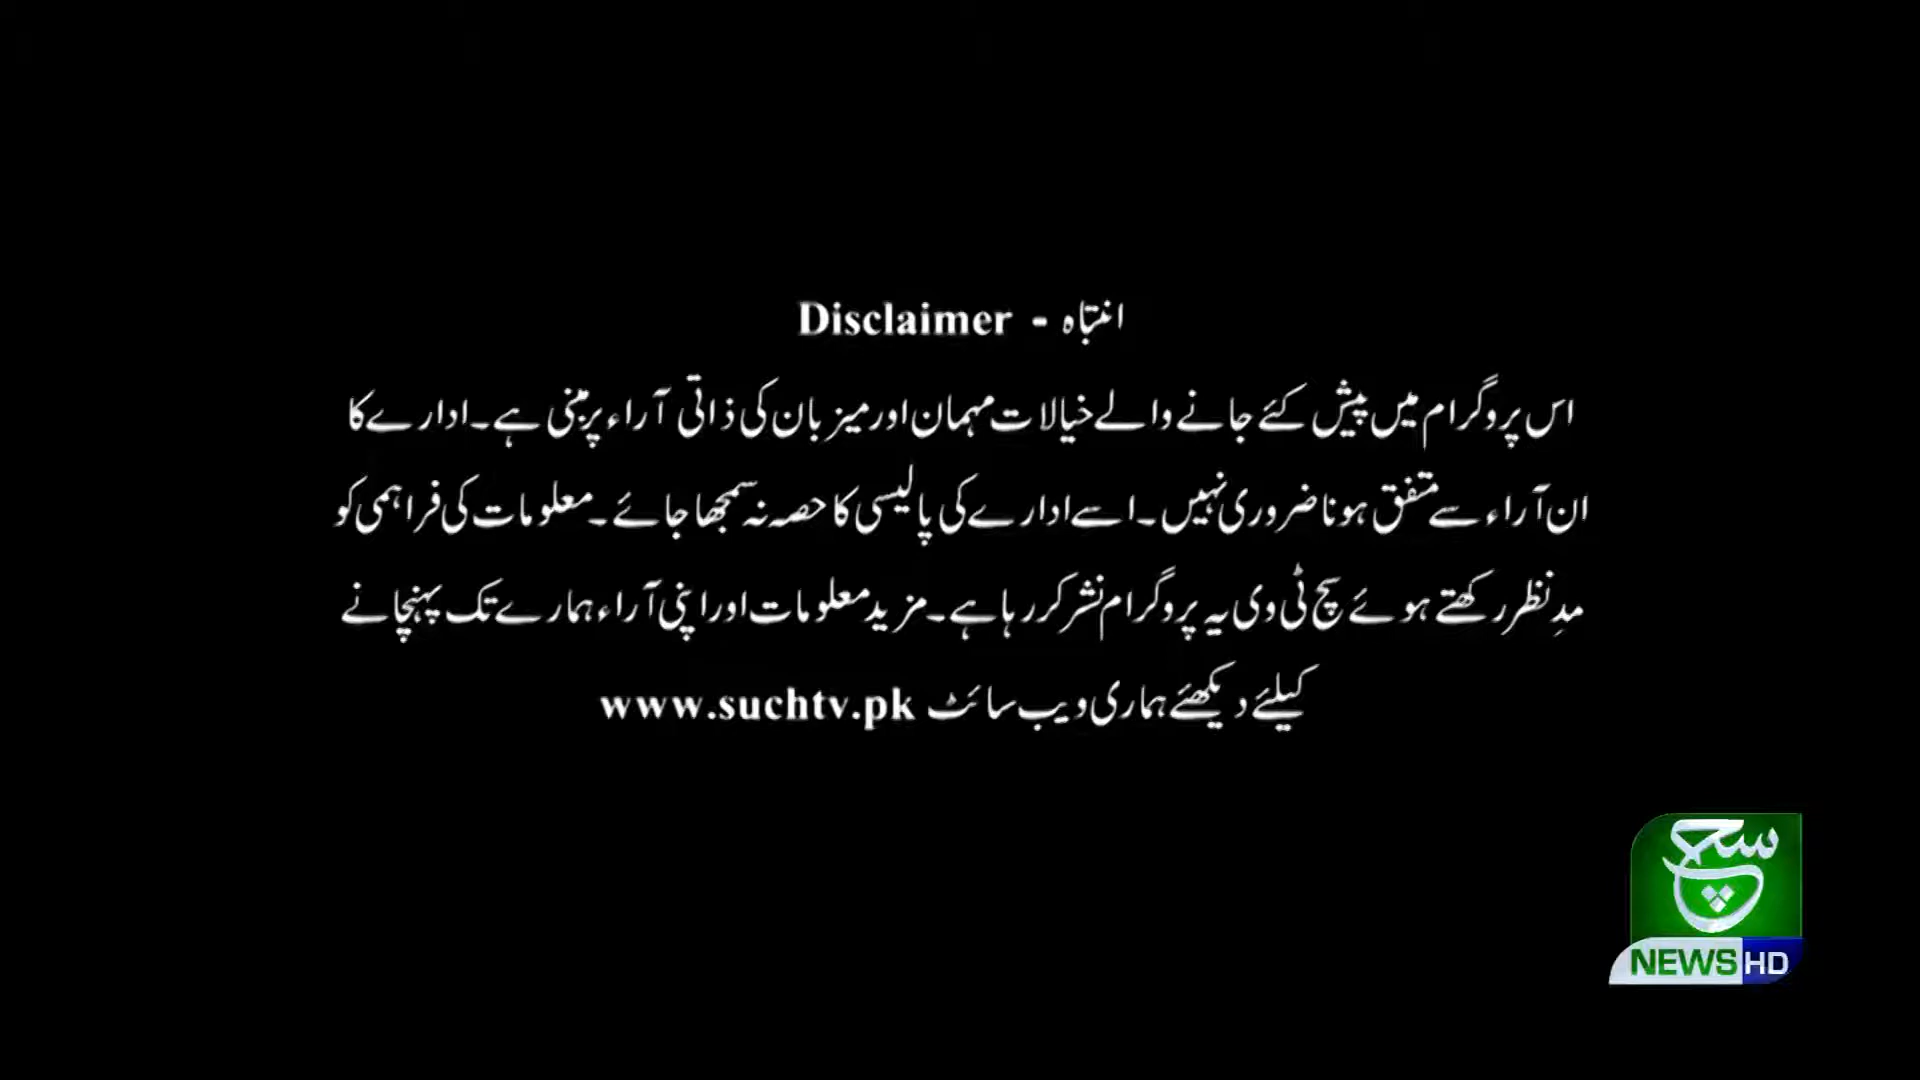 انتباہ - Disclaimer
اس پروگرام میں پیش کئے جانے والے خیالات مہمان اور میزبان کی ذاتی آراء پر مبنی ہے۔ ادارے کا
ان آراء سے متفق ہونا ضروری نہیں۔ اسے ادارے کی پالیسی کا حصہ نہ سمجھا جائے۔ معلومات کی فراہمی کو
مدِنظر رکھتے ہوئے سچ ٹی وی یہ پروگرام نشر کر رہا ہے۔ مزید معلومات اور اپنی آراء ہمارے تک پہنچانے
کیلئے دیکھئے ہماری ویب سائٹ www.suchtv.pk
سچ
NEWS HD